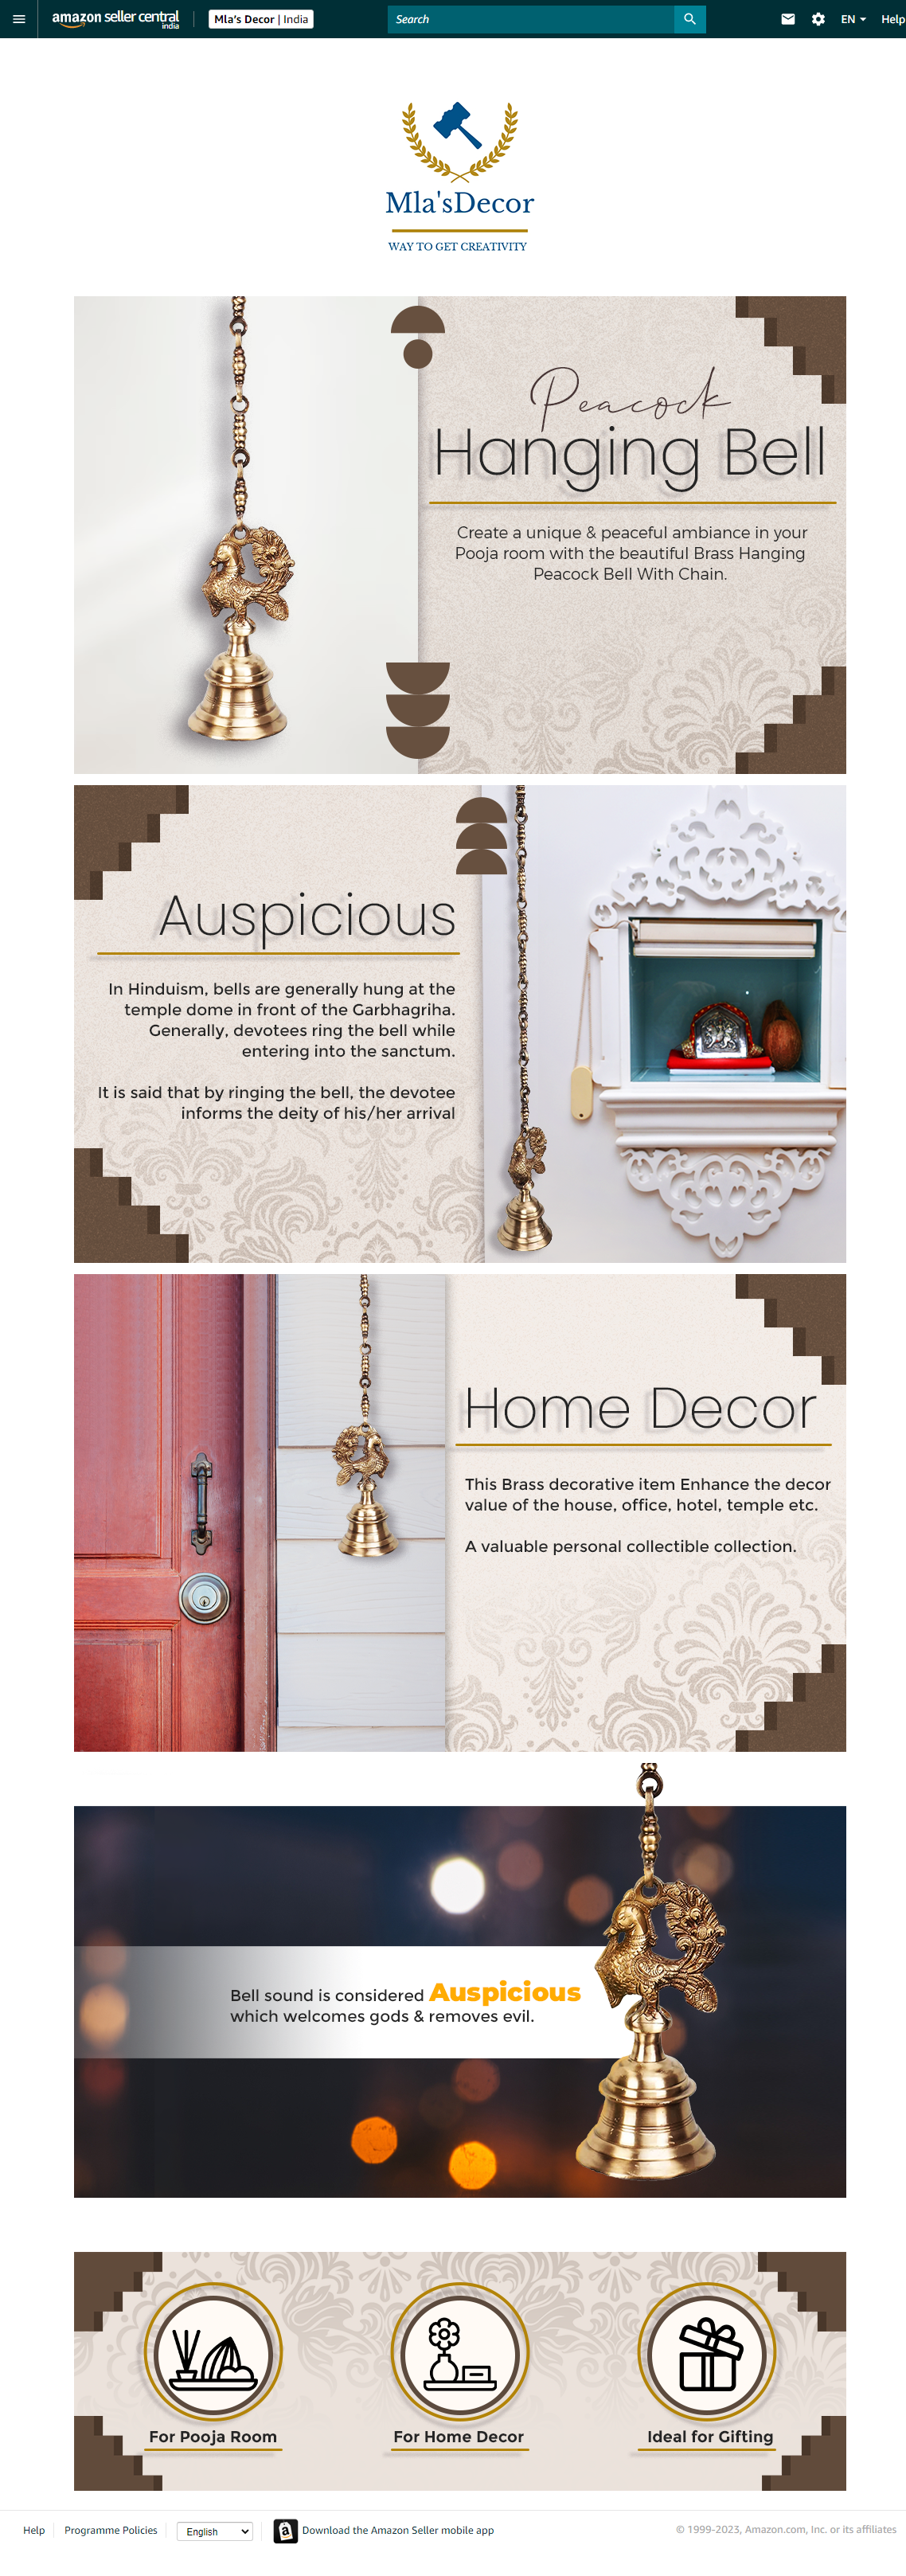 amazon seller central
india
Mla's Decor | India
Search
EN
Help
Mla'sDecor
WAY TO GET CREATIVITY
Peacock
Hanging Bell
Create a unique & peaceful ambiance in your
Pooja room with the beautiful Brass Hanging
Peacock Bell With Chain.
Auspicious
In Hinduism, bells are generally hung at the
temple dome in front of the Garbhagriha.
Generally, devotees ring the bell while
entering into the sanctum.
It is said that by ringing the bell, the devotee
informs the deity of his/her arrival
Home Decor
This Brass decorative item Enhance the decor
value of the house, office, hotel, temple etc.
A valuable personal collectible collection.
Bell sound is considered Auspicious
which welcomes gods & removes evil.
For Pooja Room
For Home Decor
Ideal for Gifting
Help
Programme Policies
English
Download the Amazon Seller mobile app
© 1999-2023, Amazon.com, Inc. or its affiliates